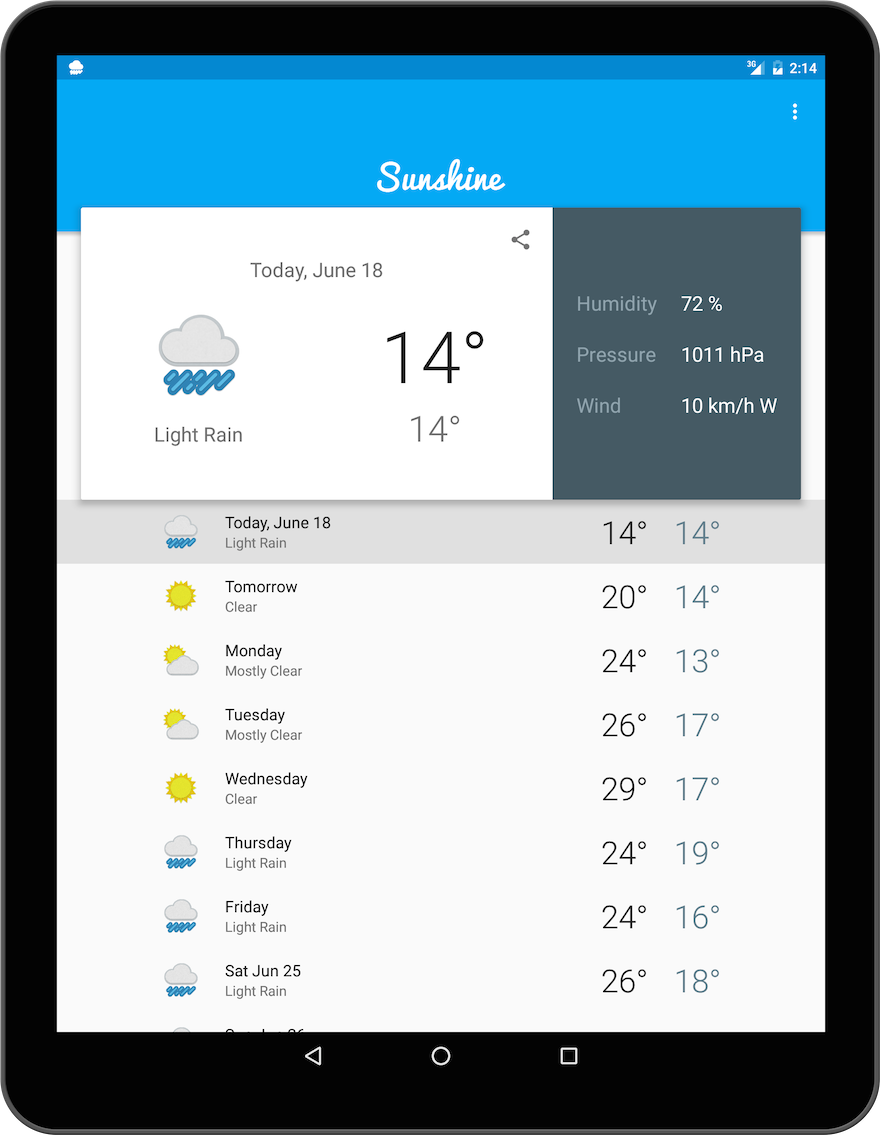 3G 2:14
Sunshine
Today, June 18
14°
14°
Light Rain
Humidity 72 %
Pressure 1011 hPa
Wind 10 km/h W
Today, June 18
Light Rain
14° 14°
Tomorrow
Clear
20° 14°
Monday
Mostly Clear
24° 13°
Tuesday
Mostly Clear
26° 17°
Wednesday
Clear
29° 17°
Thursday
Light Rain
24° 19°
Friday
Light Rain
24° 16°
Sat Jun 25
Light Rain
26° 18°